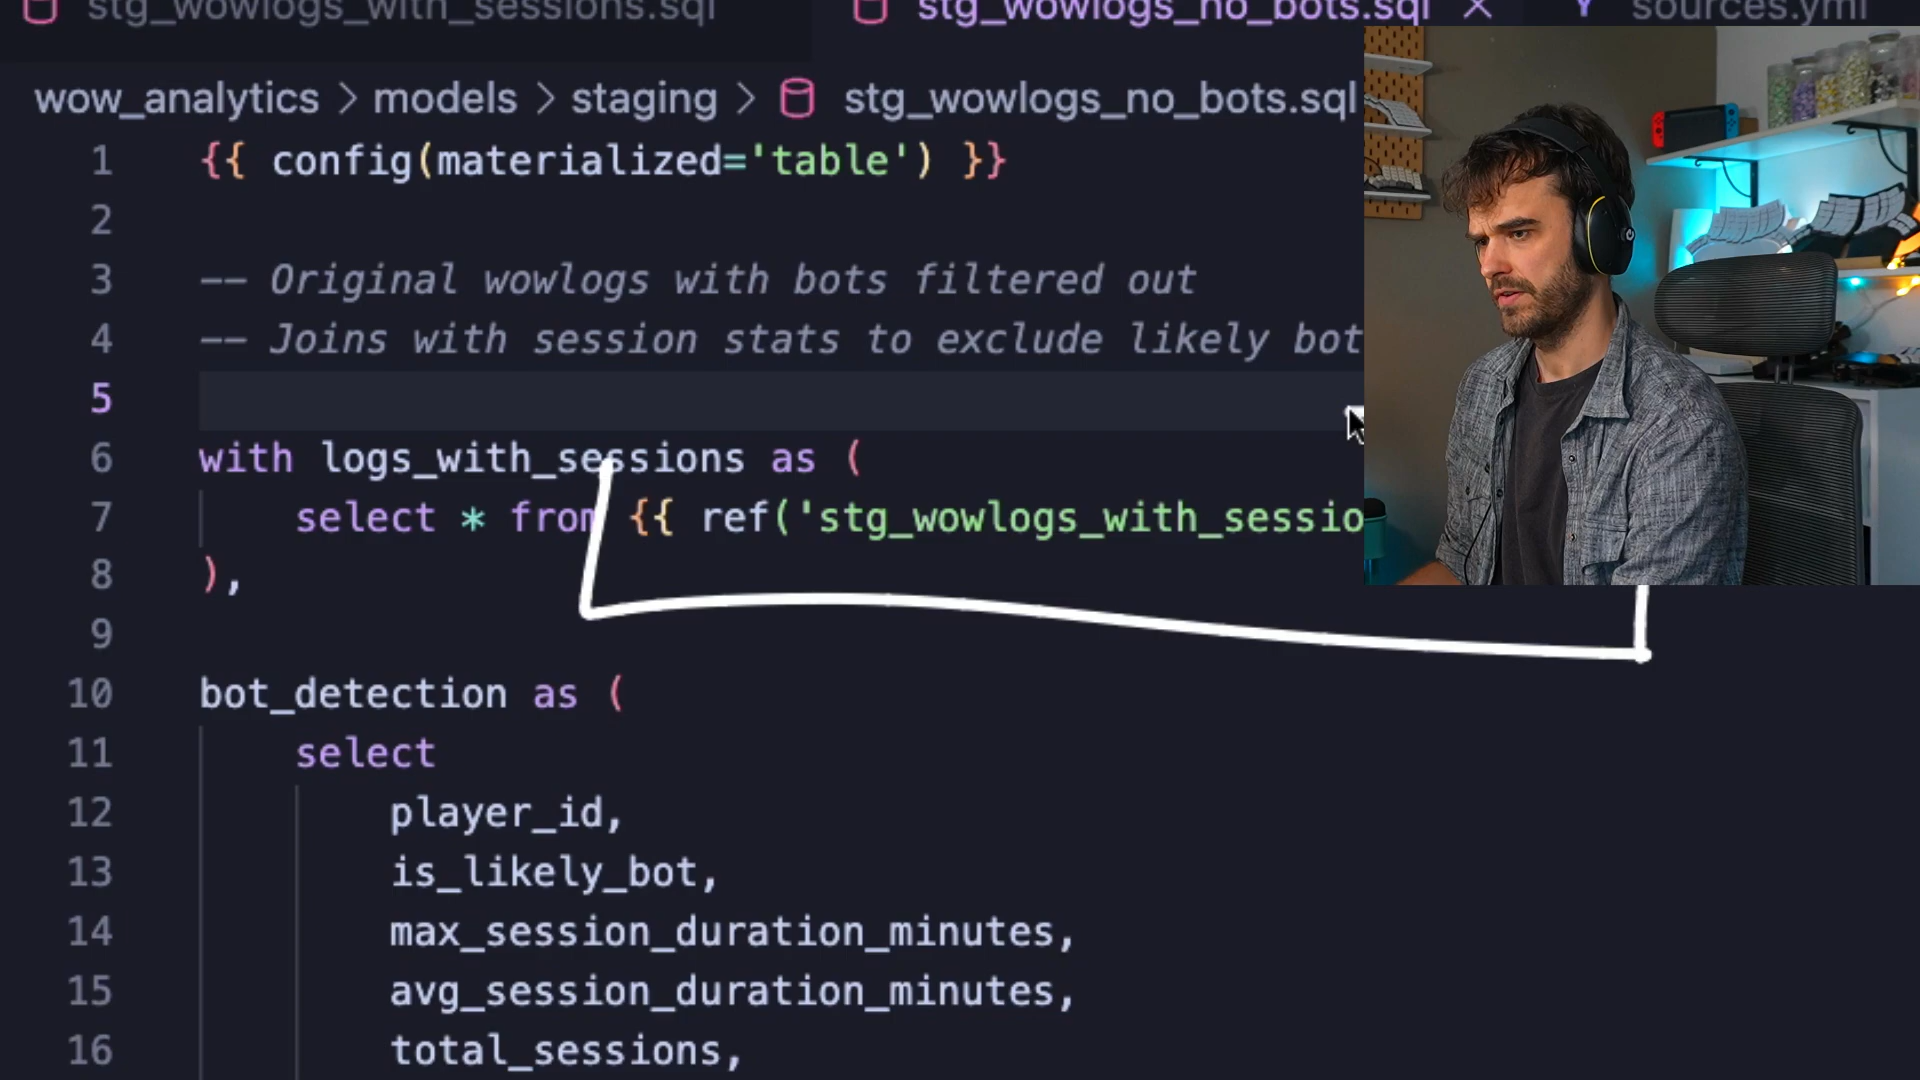 stg_wowlogs_with_sessions.sql
stg_wowlogs_no_bots.sql
sources.yml
wow_analytics > models > staging > stg_wowlogs_no_bots.sql
1 {{ config(materialized='table') }}
2
3 -- Original wowlogs with bots filtered out
4 -- Joins with session stats to exclude likely bot
5
6 with logs_with_sessions as (
7 select * from {{ ref('stg_wowlogs_with_sessio
8 ),
9
10 bot_detection as (
11 select
12 player_id,
13 is_likely_bot,
14 max_session_duration_minutes,
15 avg_session_duration_minutes,
16 total_sessions,